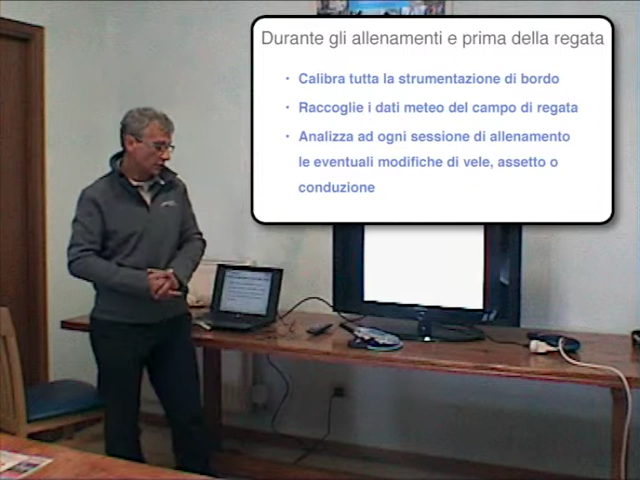 Durante gli allenamenti e prima della regata
· Calibra tutta la strumentazione di bordo
· Raccoglie i dati meteo del campo di regata
· Analizza ad ogni sessione di allenamento
le eventuali modifiche di vele, assetto o
conduzione